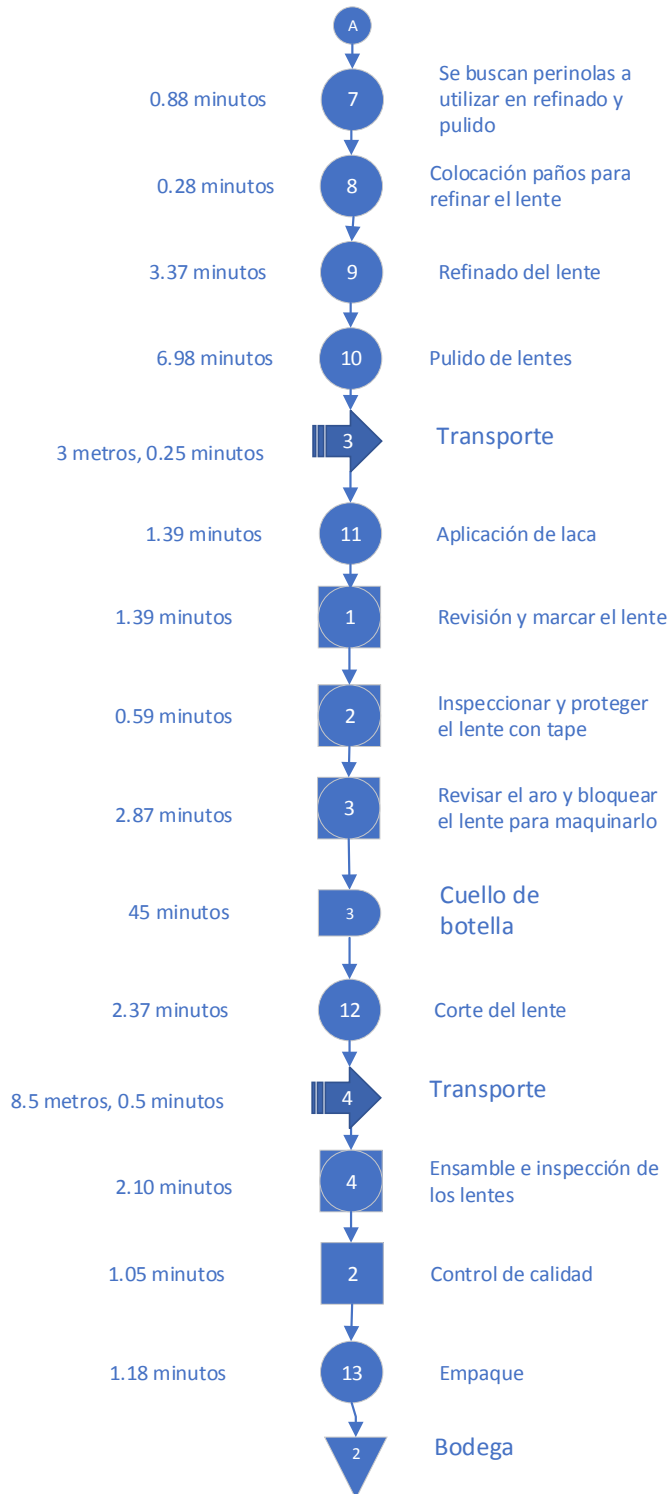 A
0.88 minutos
7
Se buscan perinolas a
utilizar en refinado y
pulido
0.28 minutos
8
Colocación paños para
refinar el lente
3.37 minutos
9
Refinado del lente
6.98 minutos
10
Pulido de lentes
3 metros, 0.25 minutos
3
Transporte
1.39 minutos
11
Aplicación de laca
1.39 minutos
1
Revisión y marcar el lente
0.59 minutos
2
Inspeccionar y proteger
el lente con tape
2.87 minutos
3
Revisar el aro y bloquear
el lente para maquinarlo
45 minutos
3
Cuello de
botella
2.37 minutos
12
Corte del lente
8.5 metros, 0.5 minutos
4
Transporte
2.10 minutos
4
Ensamble e inspección de
los lentes
1.05 minutos
2
Control de calidad
1.18 minutos
13
Empaque
2
Bodega